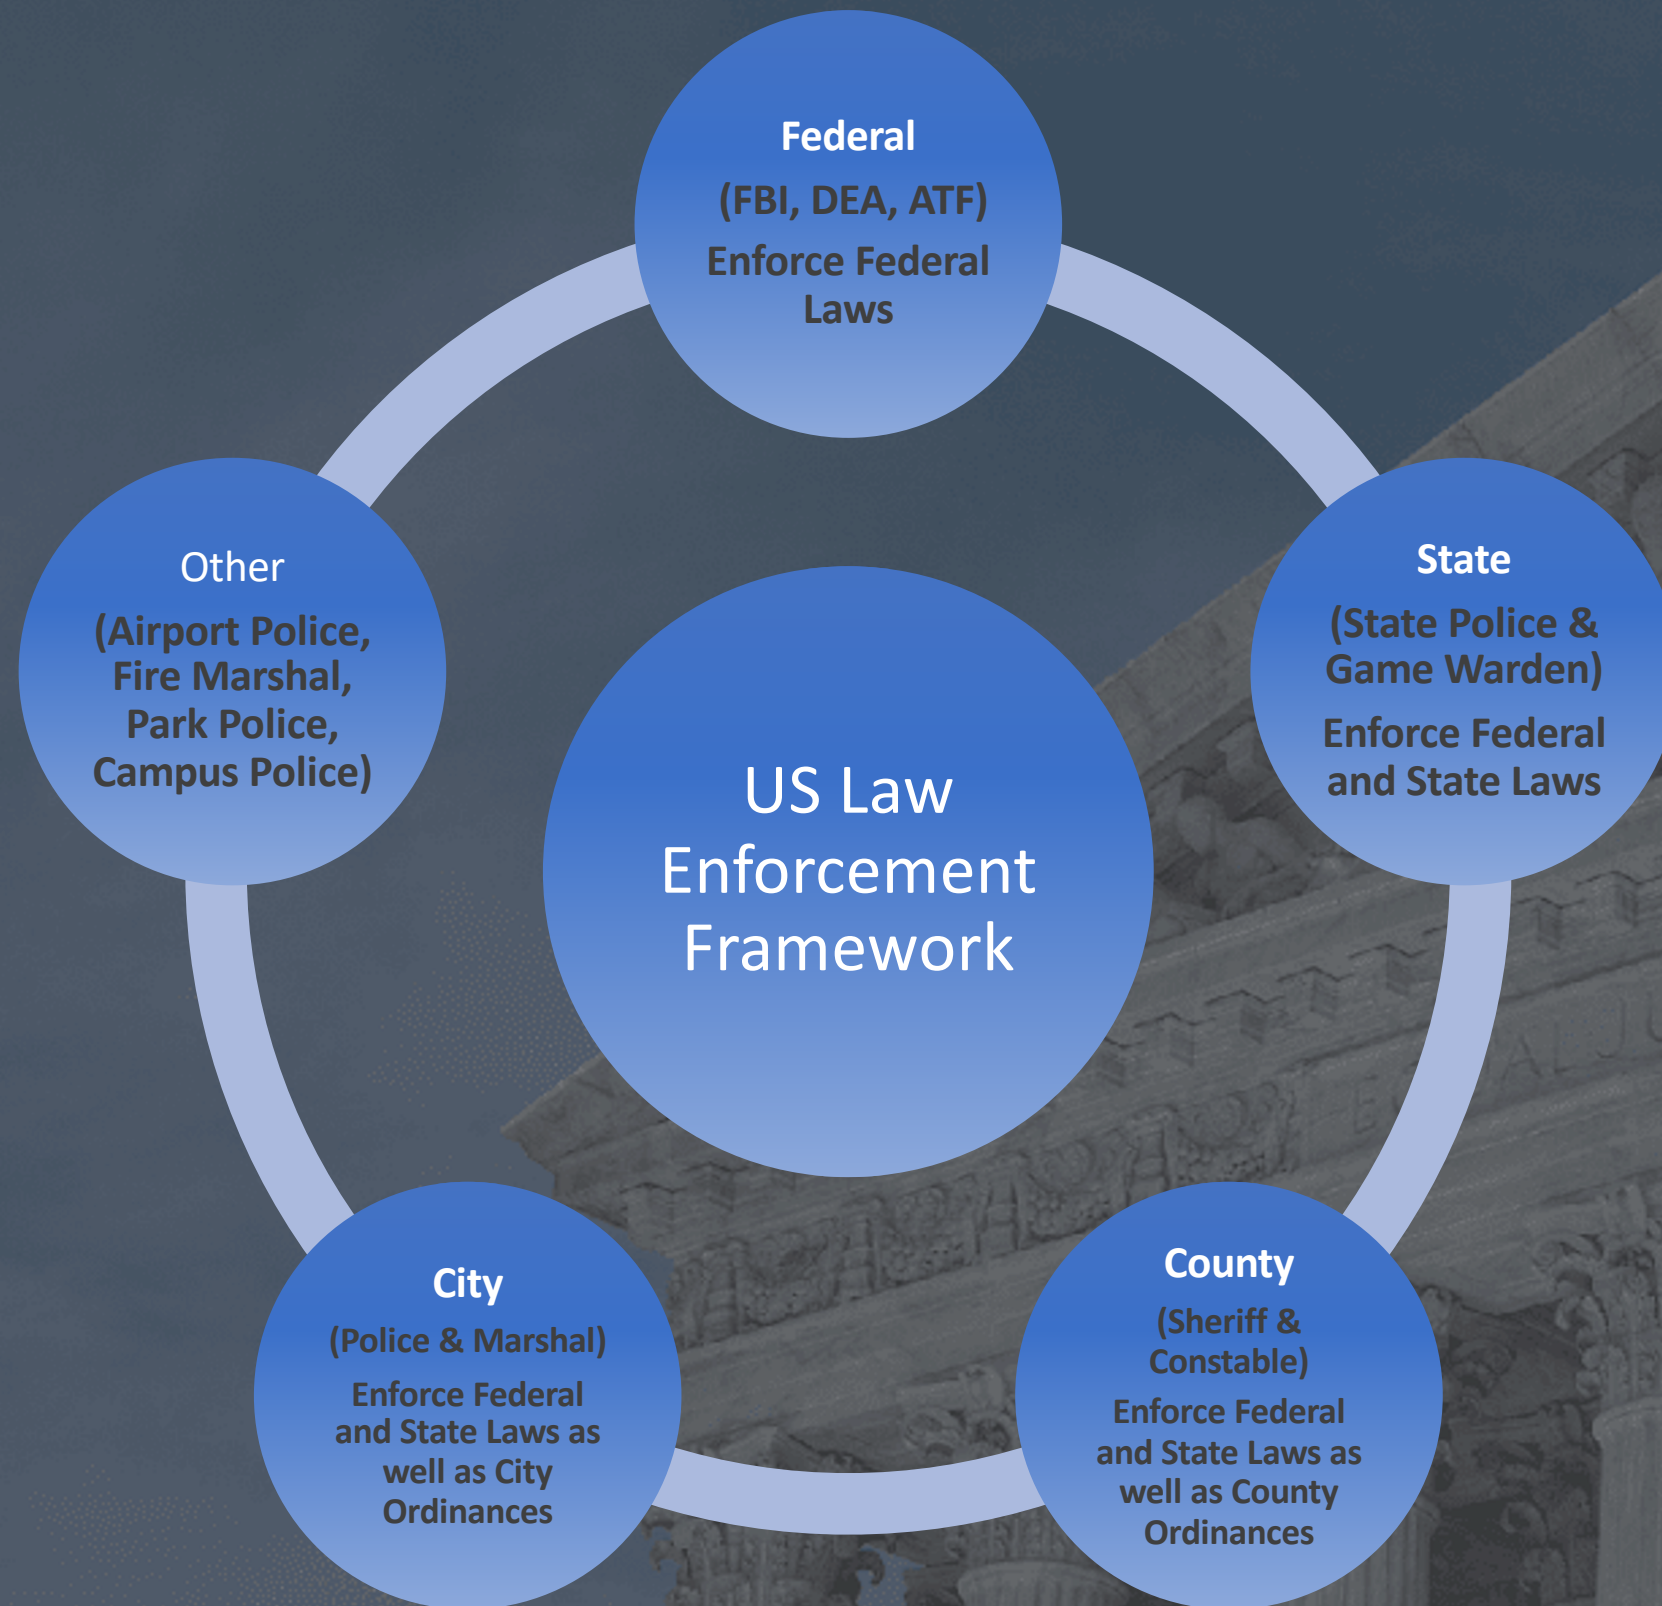 Federal
(FBI, DEA, ATF)
Enforce Federal
Laws
State
(State Police &
Game Warden)
Enforce Federal
and State Laws
County
(Sheriff &
Constable)
Enforce Federal
and State Laws as
well as County
Ordinances
City
(Police & Marshal)
Enforce Federal
and State Laws as
well as City
Ordinances
Other
(Airport Police,
Fire Marshal,
Park Police,
Campus Police)
US Law
Enforcement
Framework